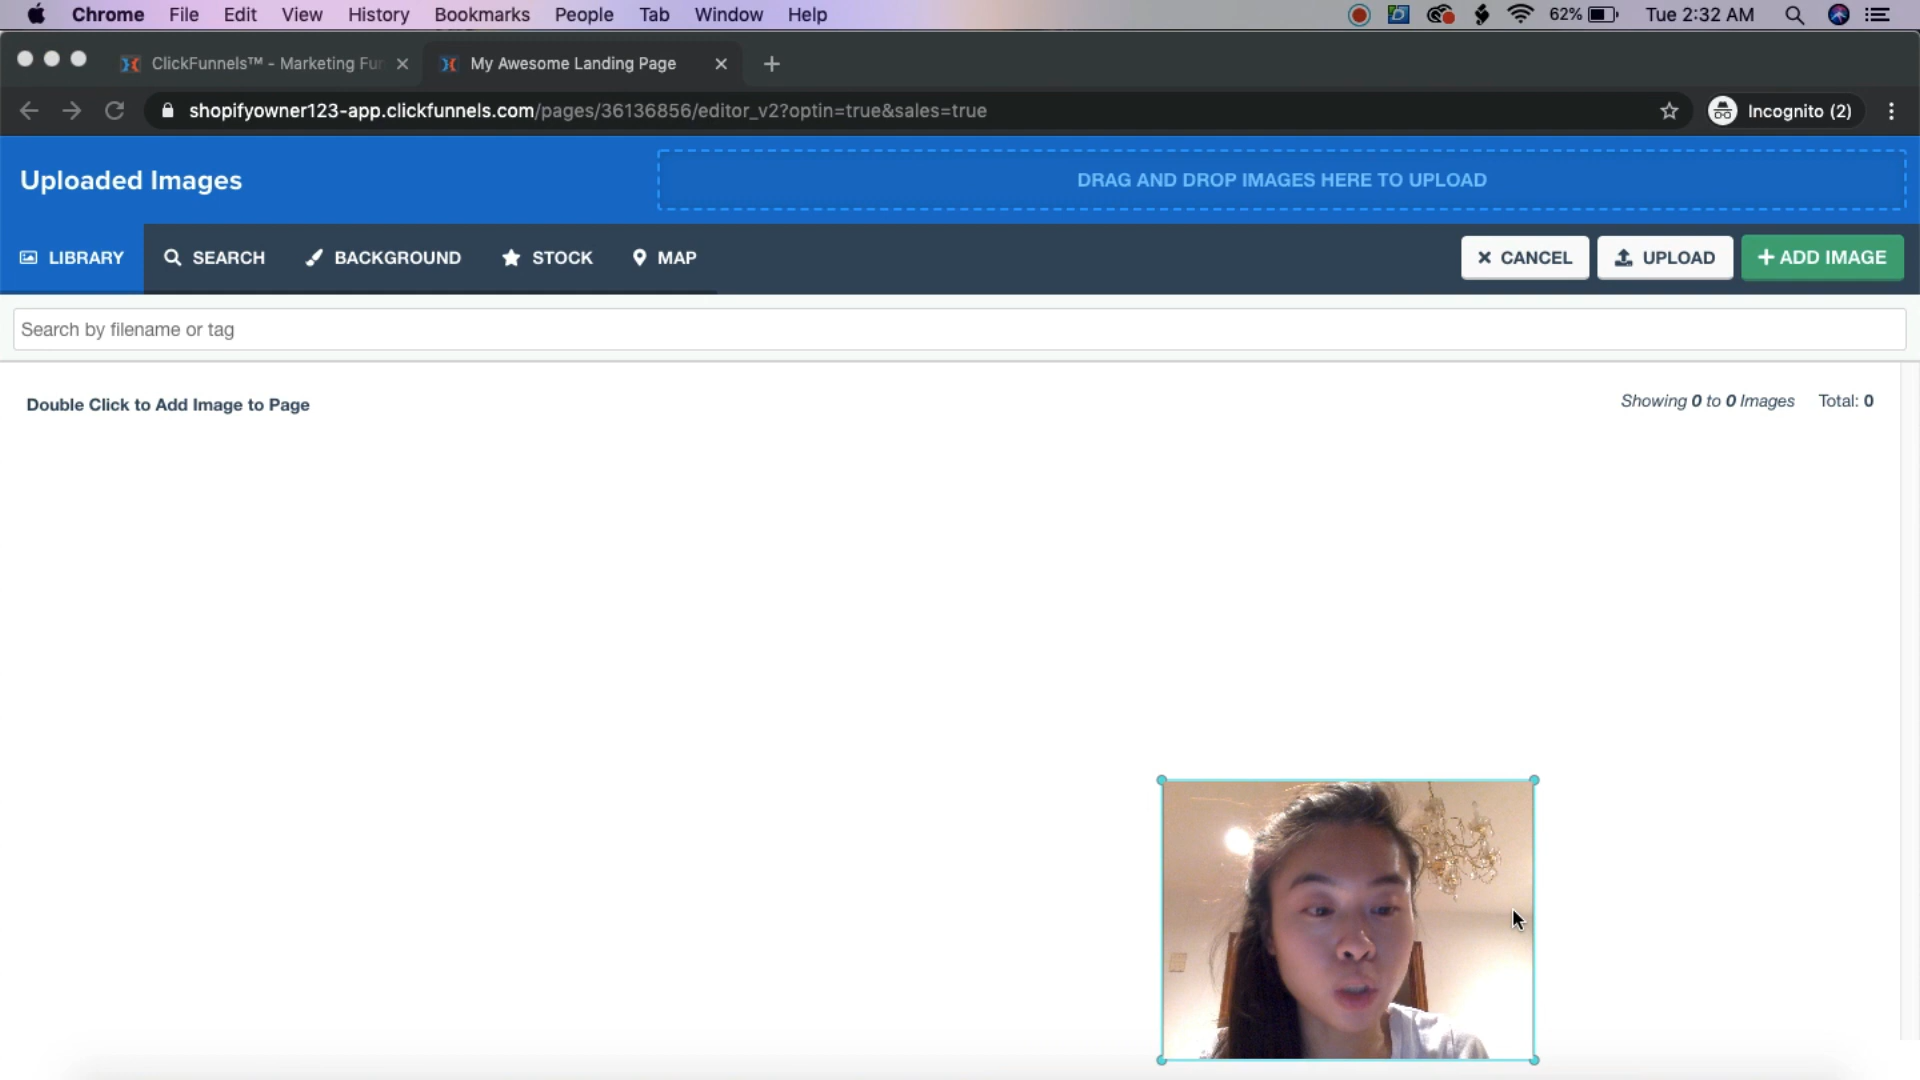 Chrome File Edit View History Bookmarks People Tab Window Help 62% Tue 2:32 AM
ClickFunnels™ - Marketing Fun My Awesome Landing Page
shopifyowner123-app.clickfunnels.com/pages/36136856/editor_v2?optin=true&sales=true Incognito (2)
Uploaded Images DRAG AND DROP IMAGES HERE TO UPLOAD
LIBRARY SEARCH BACKGROUND STOCK MAP CANCEL UPLOAD + ADD IMAGE
Search by filename or tag
Double Click to Add Image to Page Showing 0 to 0 Images Total: 0